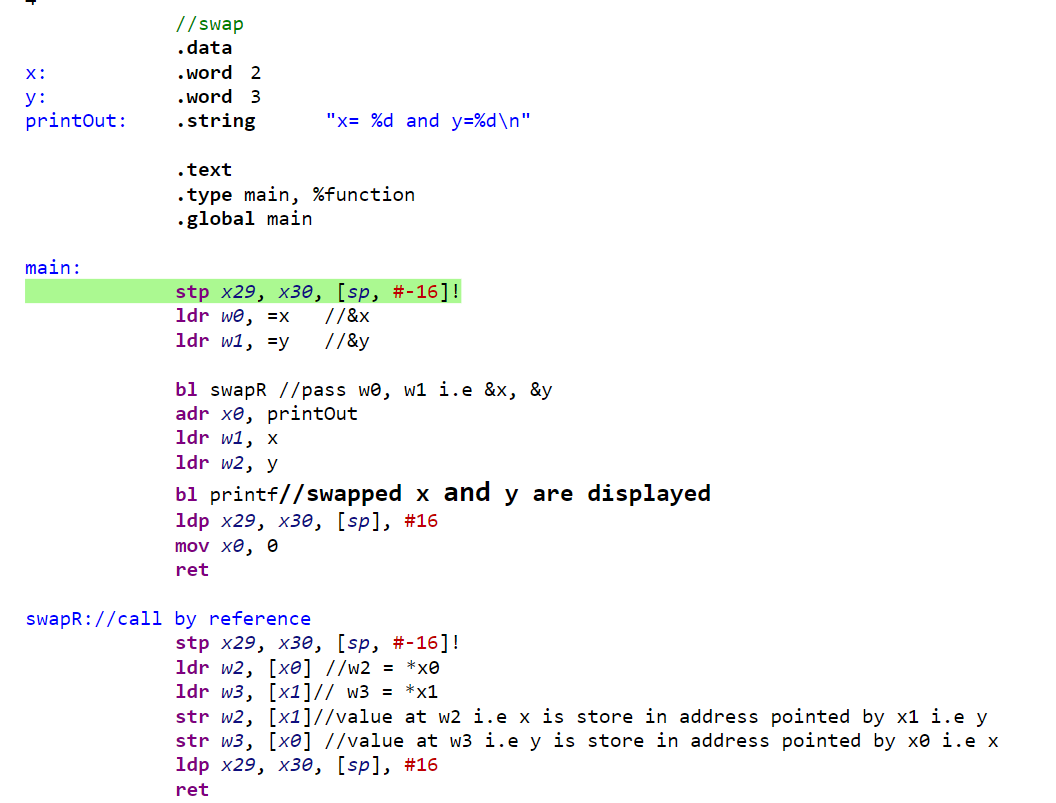 //swap
.data
x: .word 2
y: .word 3
printOut: .string "x= %d and y=%d\n"
.text
.type main, %function
.global main
main:
stp x29, x30, [sp, #-16]!
ldr w0, =x //&x
ldr w1, =y //&y
bl swapR //pass w0, w1 i.e &x, &y
adr x0, printOut
ldr w1, x
ldr w2, y
bl printf//swapped x and y are displayed
ldp x29, x30, [sp], #16
mov x0, 0
ret
swapR://call by reference
stp x29, x30, [sp, #-16]!
ldr w2, [x0] //w2 = *x0
ldr w3, [x1]// w3 = *x1
str w2, [x1]//value at w2 i.e x is store in address pointed by x1 i.e y
str w3, [x0] //value at w3 i.e y is store in address pointed by x0 i.e x
ldp x29, x30, [sp], #16
ret